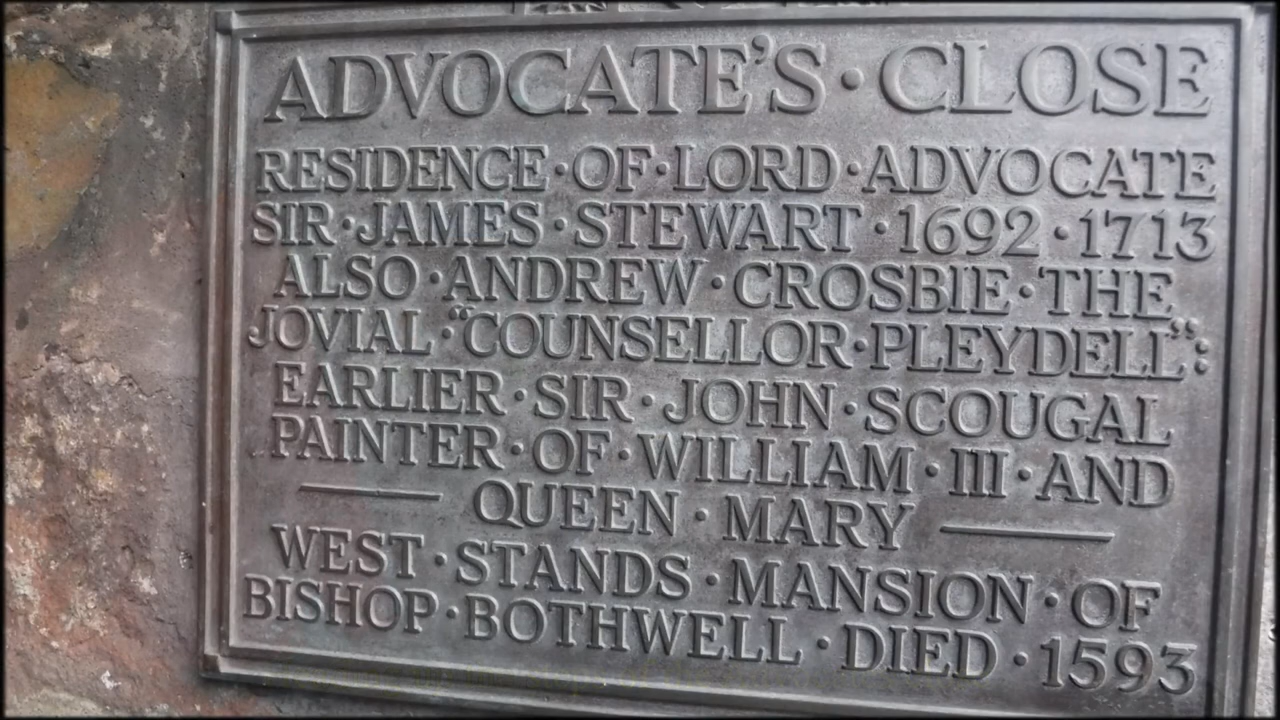 ADVOCATE'S · CLOSE
RESIDENCE · OF · LORD · ADVOCATE
SIR · JAMES · STEWART · 1692 · 1713
ALSO · ANDREW · CROSBIE · THE
JOVIAL · "COUNSELLOR · PLEYDELL":
EARLIER · SIR · JOHN · SCOUGAL
PAINTER · OF · WILLIAM · III · AND
QUEEN · MARY
WEST · STANDS · MANSION · OF
BISHOP · BOTHWELL · DIED · 1593